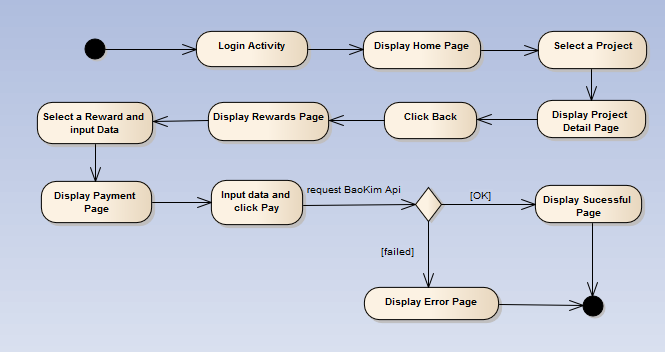 Login Activity
Display Home Page
Select a Project
Display Project
Detail Page
Click Back
Display Rewards Page
Select a Reward and
input Data
Display Payment
Page
Input data and
click Pay
request BaoKim Api
[OK]
Display Sucessful
Page
[failed]
Display Error Page